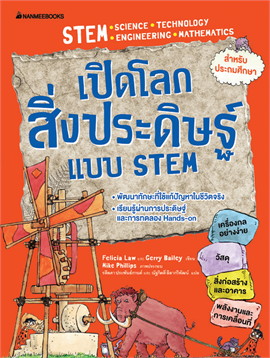 NANMEEBOOKS
STEM • SCIENCE • TECHNOLOGY
• ENGINEERING • MATHEMATICS
สำหรับ
ประถมศึกษา
เปิดโลก
สิ่งประดิษฐ์
แบบ STEM
• พัฒนาทักษะที่ใช้แก้ปัญหาในชีวิตจริง
• เรียนรู้ผ่านการประดิษฐ์
และการทดลอง Hands-on
เครื่องกล
อย่างง่าย
วัสดุ
สิ่งก่อสร้าง
และอาคาร
พลังงานและ
การเคลื่อนที่
Felicia Law และ Gerry Bailey เขียน
Mike Phillips ภาพประกอบ